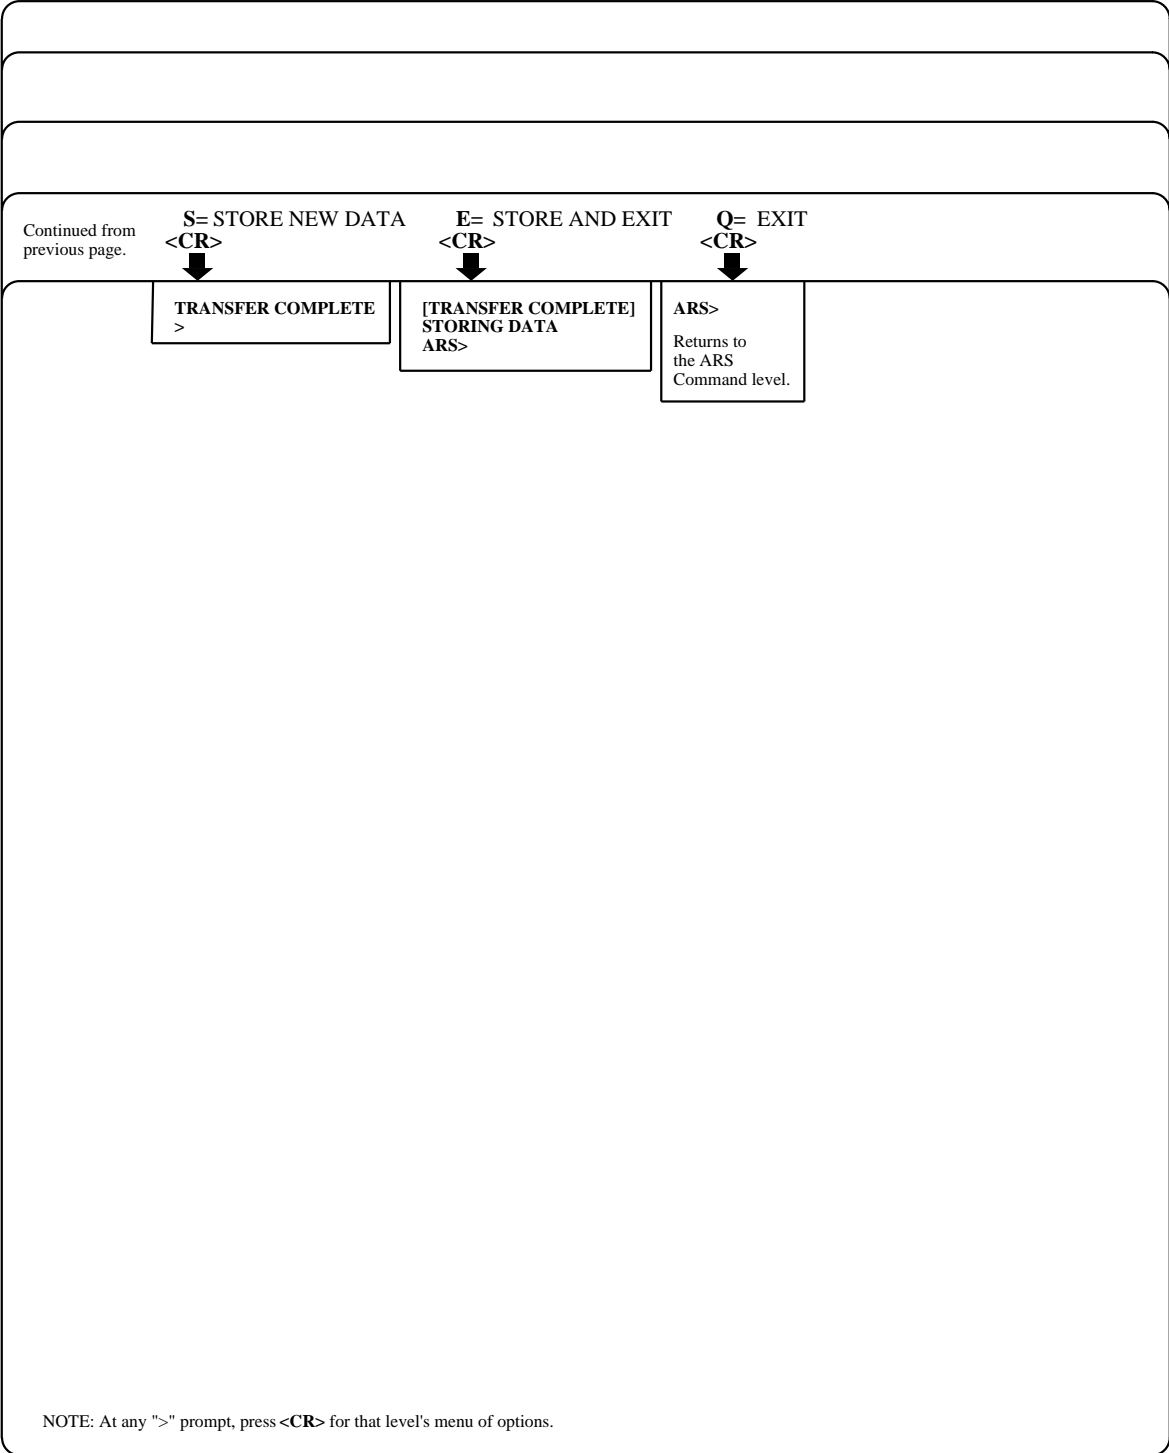 Continued from
previous page.
S= STORE NEW DATA
<CR>
E= STORE AND EXIT
<CR>
Q= EXIT
<CR>
TRANSFER COMPLETE
>
[TRANSFER COMPLETE]
STORING DATA
ARS>
ARS>
Returns to
the ARS
Command level.
NOTE: At any ">" prompt, press <CR> for that level's menu of options.